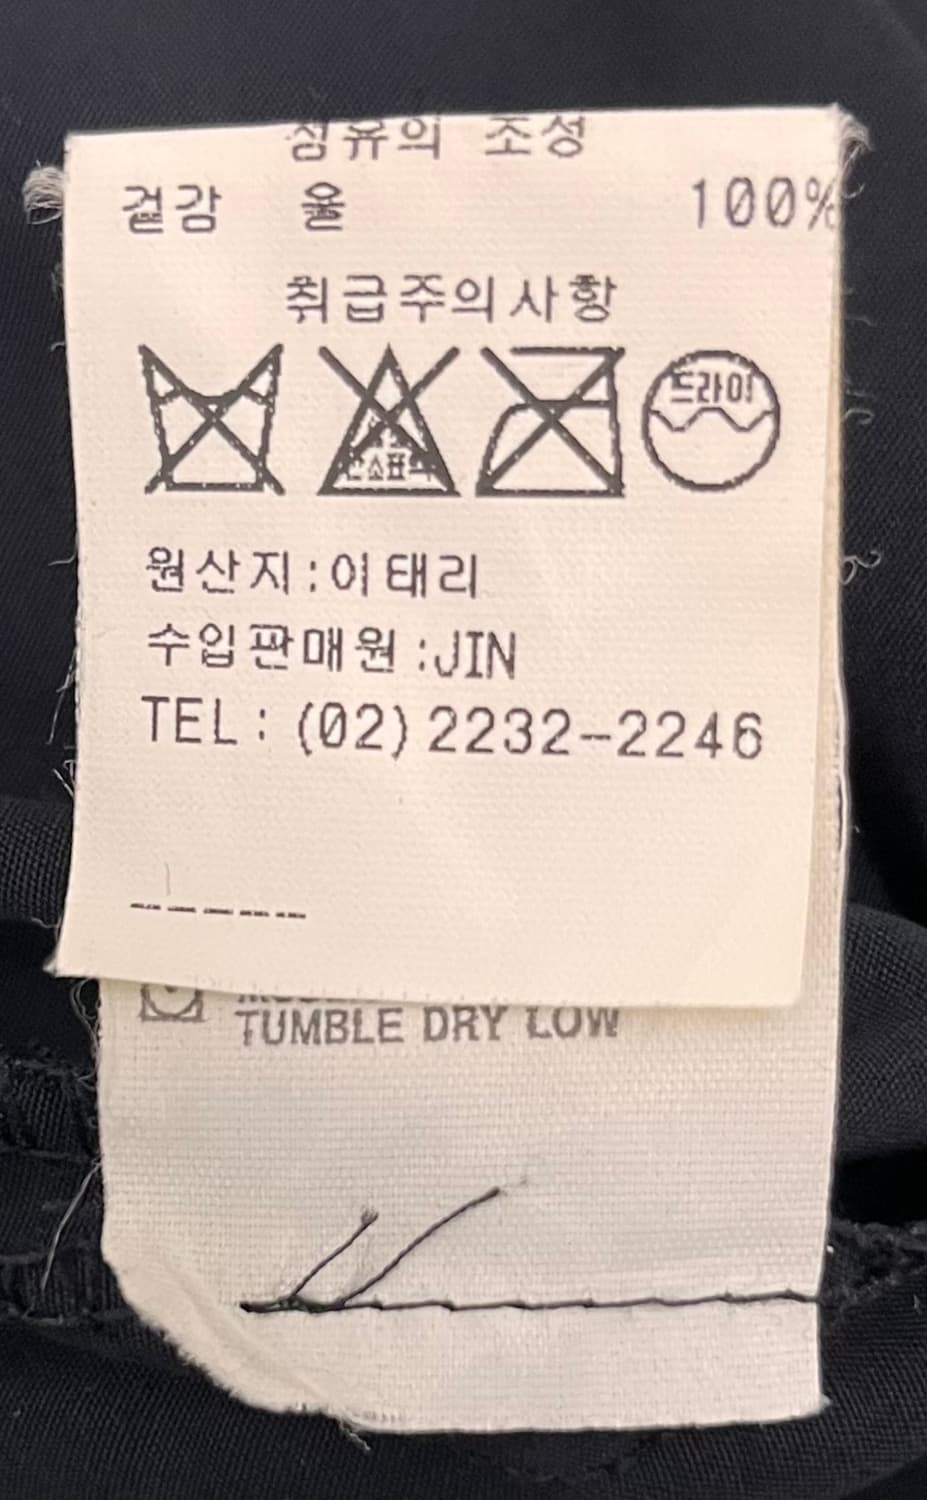 섬유의 조성
겉감 울 100%
취급주의사항
드라이
원산지:이태리
수입판매원:JIN
TEL: (02)2232-2246
TUMBLE DRY LOW